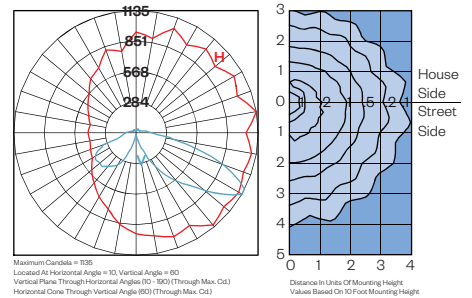 1135
851
568
284
H
Maximum Candela = 1135
Located At Horizontal Angle = 10, Vertical Angle = 60
Vertical Plane Through Horizontal Angles (10 - 190) (Through Max. Cd.)
Horizontal Cone Through Vertical Angle (60) (Through Max. Cd.)
3
2
1
0
1
2
3
4
5
1 2 1 .5 .2 .1
House
Side
Street
Side
0 1 2 3 4
Distance In Units Of Mounting Height
Values Based On 10 Foot Mounting Height